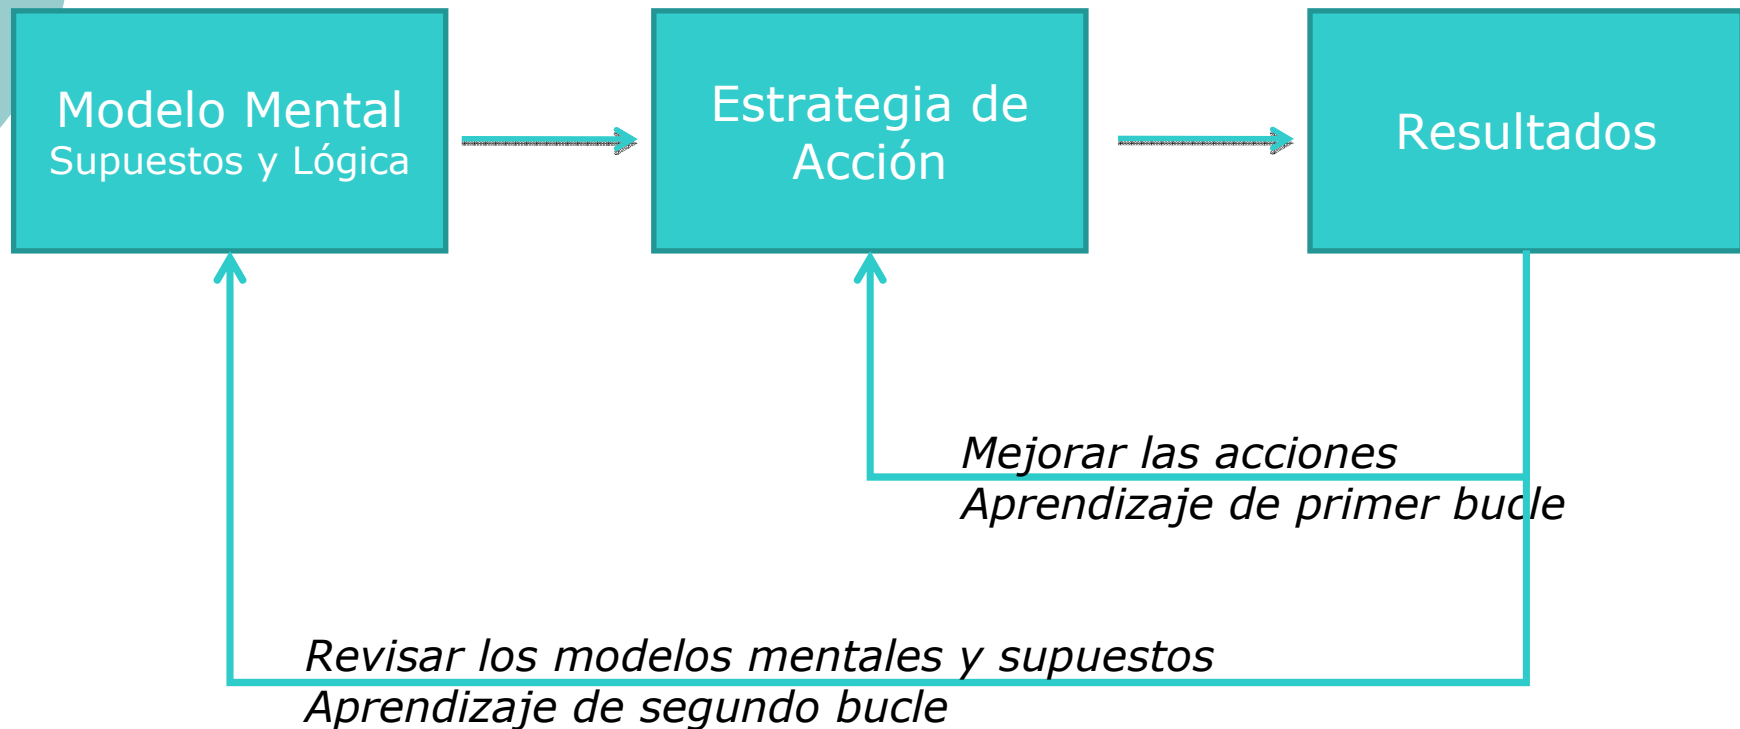 Modelo Mental
Supuestos y Lógica
Estrategia de
Acción
Resultados
Mejorar las acciones
Aprendizaje de primer bucle
Revisar los modelos mentales y supuestos
Aprendizaje de segundo bucle